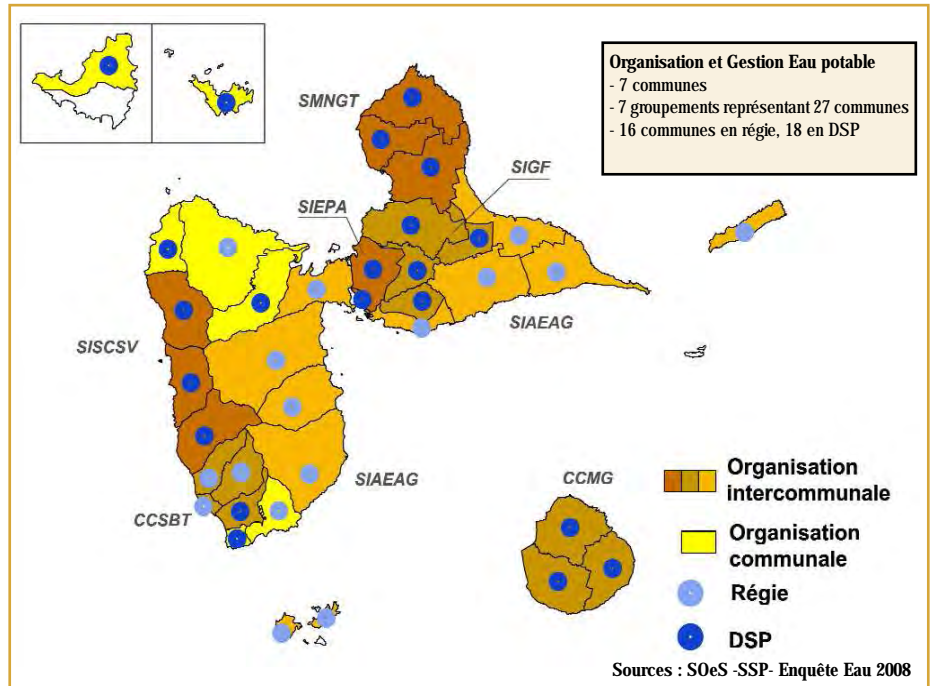 Organisation et Gestion Eau potable
- 7 communes
- 7 groupements représentant 27 communes
- 16 communes en régie, 18 en DSP
SMNGT
SIGF
SIEPA
SIAEAG
SISCSV
SIAEAG
CCSBT
CCMG
Organisation
intercommunale
Organisation
communale
Régie
DSP
Sources : SOeS -SSP- Enquête Eau 2008